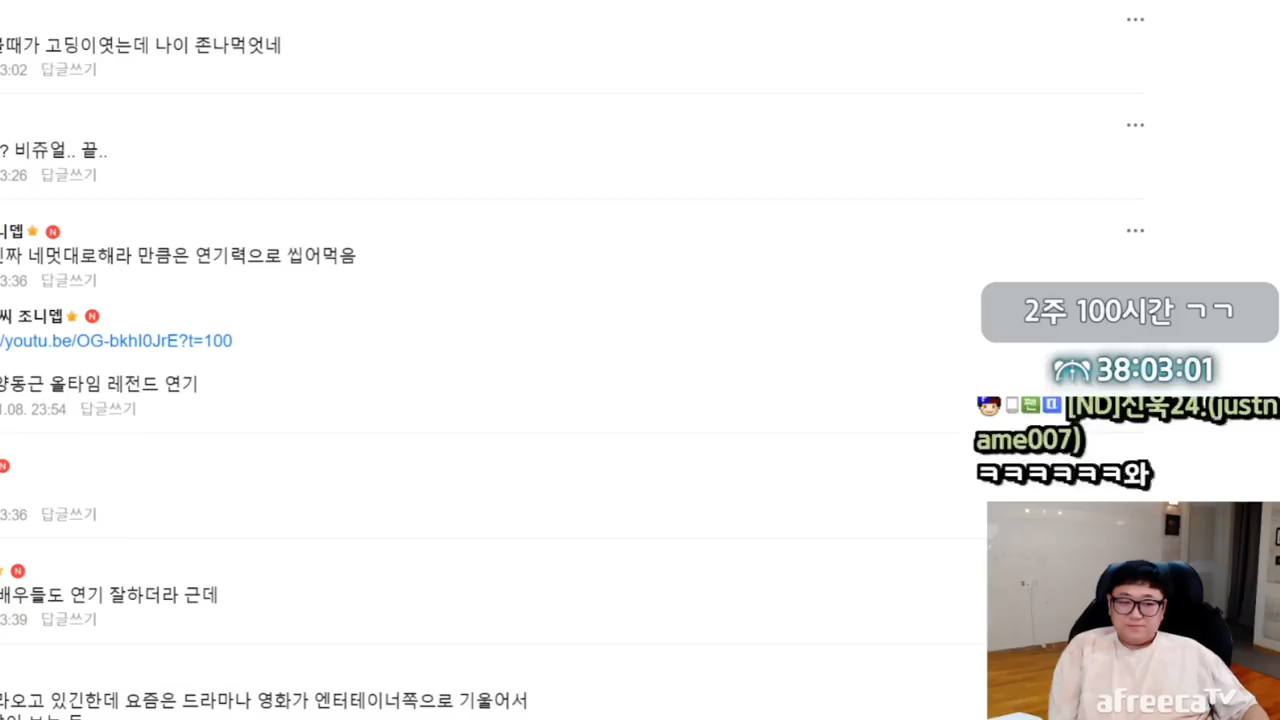 때가 고딩이엿는데 나이 존나먹엇네
3:02 답글쓰기
? 비쥬얼.. 끝..
3:26 답글쓰기
니뎁 N
진짜 네멋대로해라 만큼은 연기력으로 씹어먹음
3:36 답글쓰기
씨 조니뎁 N
/youtu.be/OG-bkhI0JrE?t=100
양동근 올타임 레전드 연기
.08. 23:54 답글쓰기
N
3:36 답글쓰기
N
배우들도 연기 잘하더라 근데
3:39 답글쓰기
라오고 있긴한데 요즘은 드라마나 영화가 엔터테이너쪽으로 기울어서
2주 100시간 ㄱㄱ
38:03:01
팬 [ND]진욱24.(justn
ame007)
ㅋㅋㅋㅋㅋㅋ와
afreecaTV